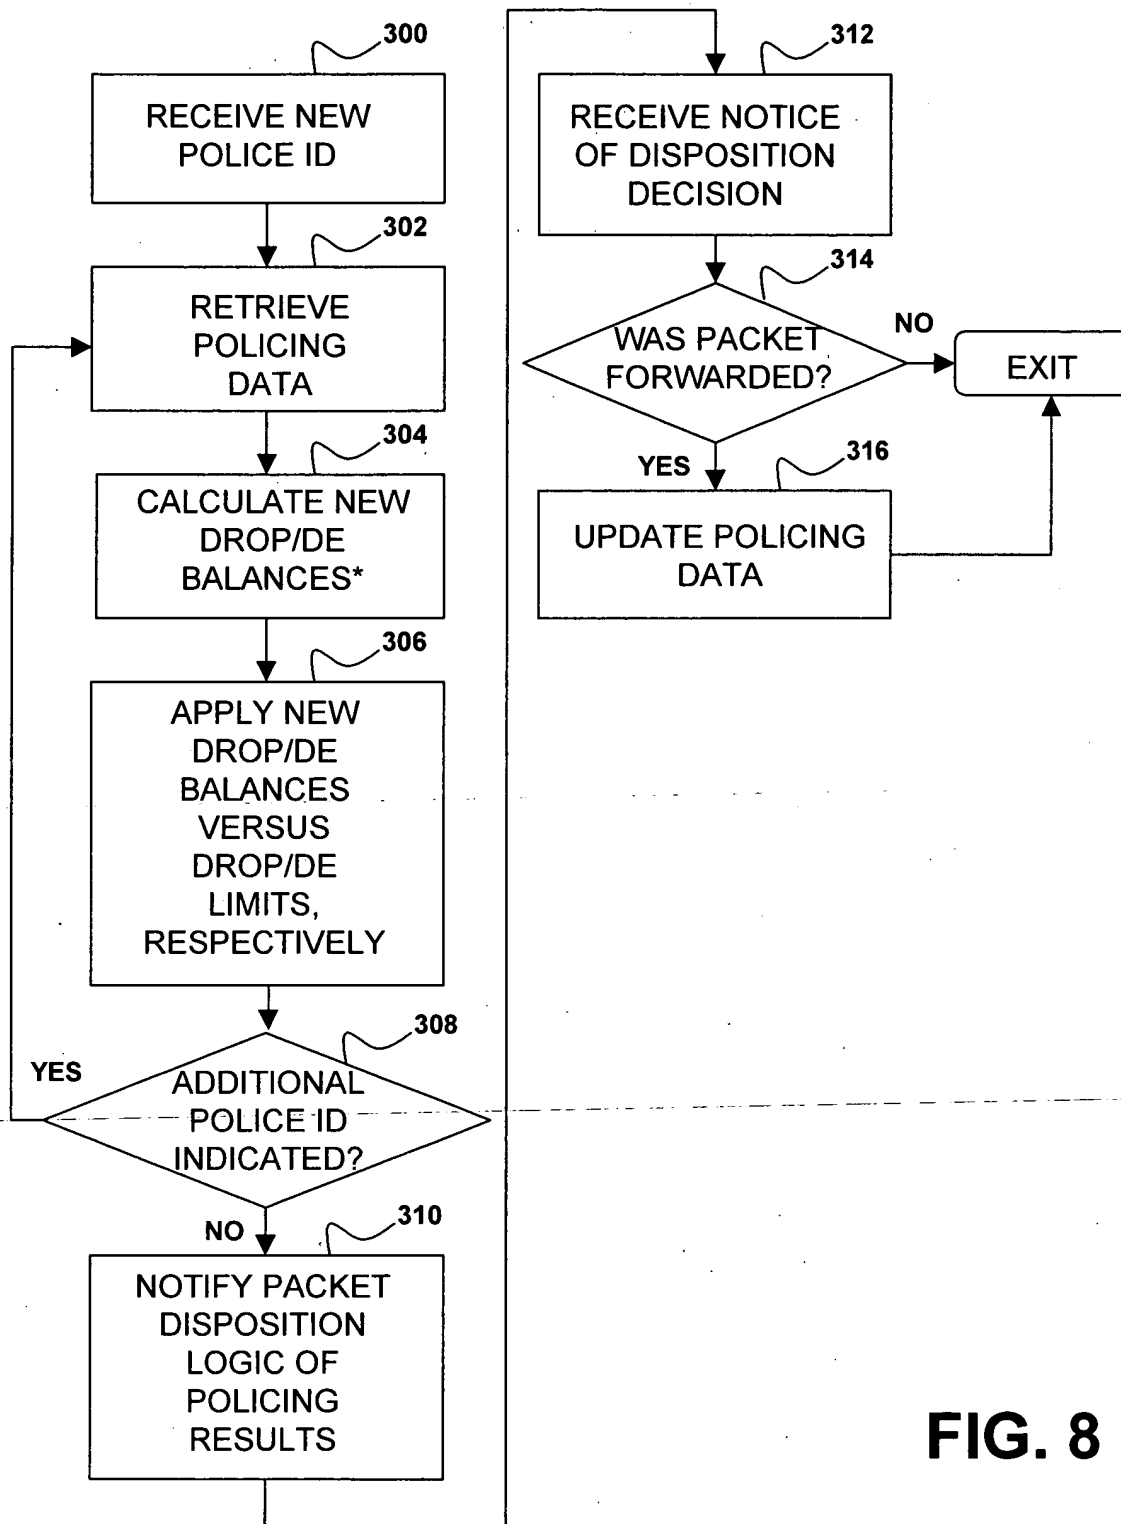 300
RECEIVE NEW
POLICE ID
302
RETRIEVE
POLICING
DATA
304
CALCULATE NEW
DROP/DE
BALANCES*
306
APPLY NEW
DROP/DE
BALANCES
VERSUS
DROP/DE
LIMITS,
RESPECTIVELY
308
YES
ADDITIONAL
POLICE ID
INDICATED?
NO
310
NOTIFY PACKET
DISPOSITION
LOGIC OF
POLICING
RESULTS
312
RECEIVE NOTICE
OF DISPOSITION
DECISION
314
WAS PACKET
FORWARDED?
NO
EXIT
YES
316
UPDATE POLICING
DATA
FIG. 8